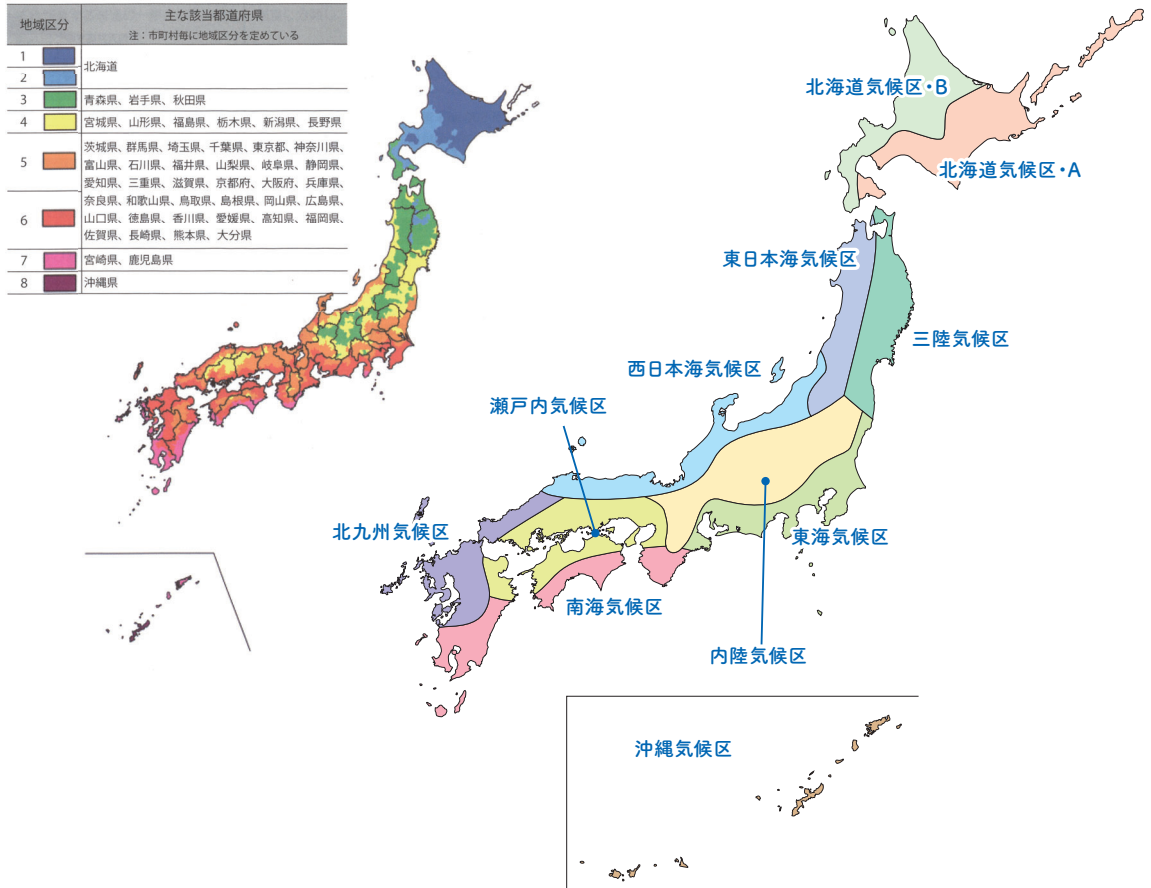 地域区分
主な該当都道府県
注：市町村毎に地域区分を定めている
1
2
北海道
3
青森県、岩手県、秋田県
4
宮城県、山形県、福島県、栃木県、新潟県、長野県
5
茨城県、群馬県、埼玉県、千葉県、東京都、神奈川県、
富山県、石川県、福井県、山梨県、岐阜県、静岡県、
愛知県、三重県、滋賀県、京都府、大阪府、兵庫県、
6
奈良県、和歌山県、鳥取県、島根県、岡山県、広島県、
山口県、徳島県、香川県、愛媛県、高知県、福岡県、
佐賀県、長崎県、熊本県、大分県
7
宮崎県、鹿児島県
8
沖縄県
北海道気候区・B
北海道気候区・A
東日本海気候区
三陸気候区
西日本海気候区
瀬戸内気候区
北九州気候区
東海気候区
南海気候区
内陸気候区
沖縄気候区